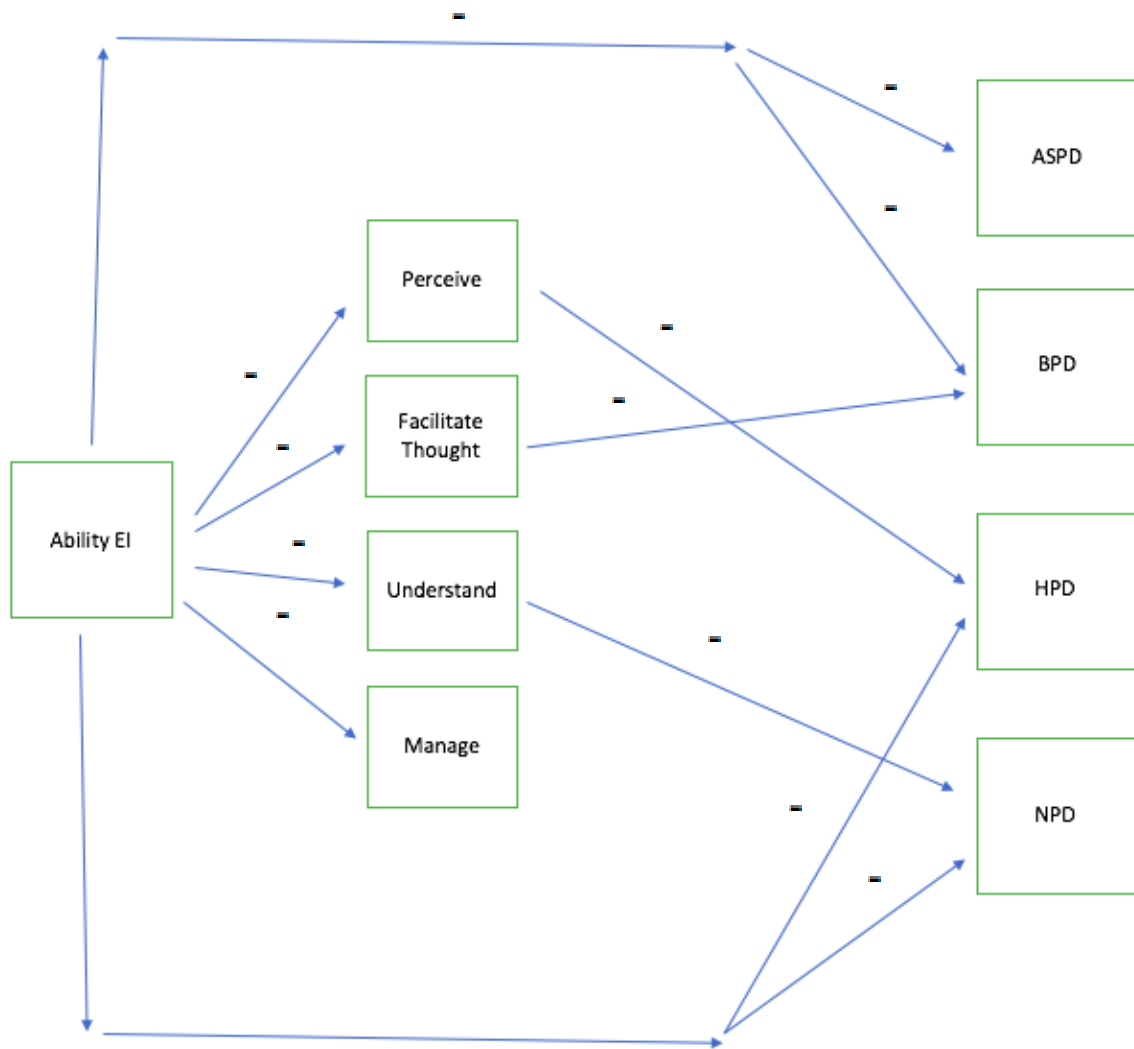 -
-
ASPD
-
Perceive
-
BPD
-
-
Facilitate
Thought
-
Ability EI
-
Understand
HPD
-
-
Manage
-
NPD
-